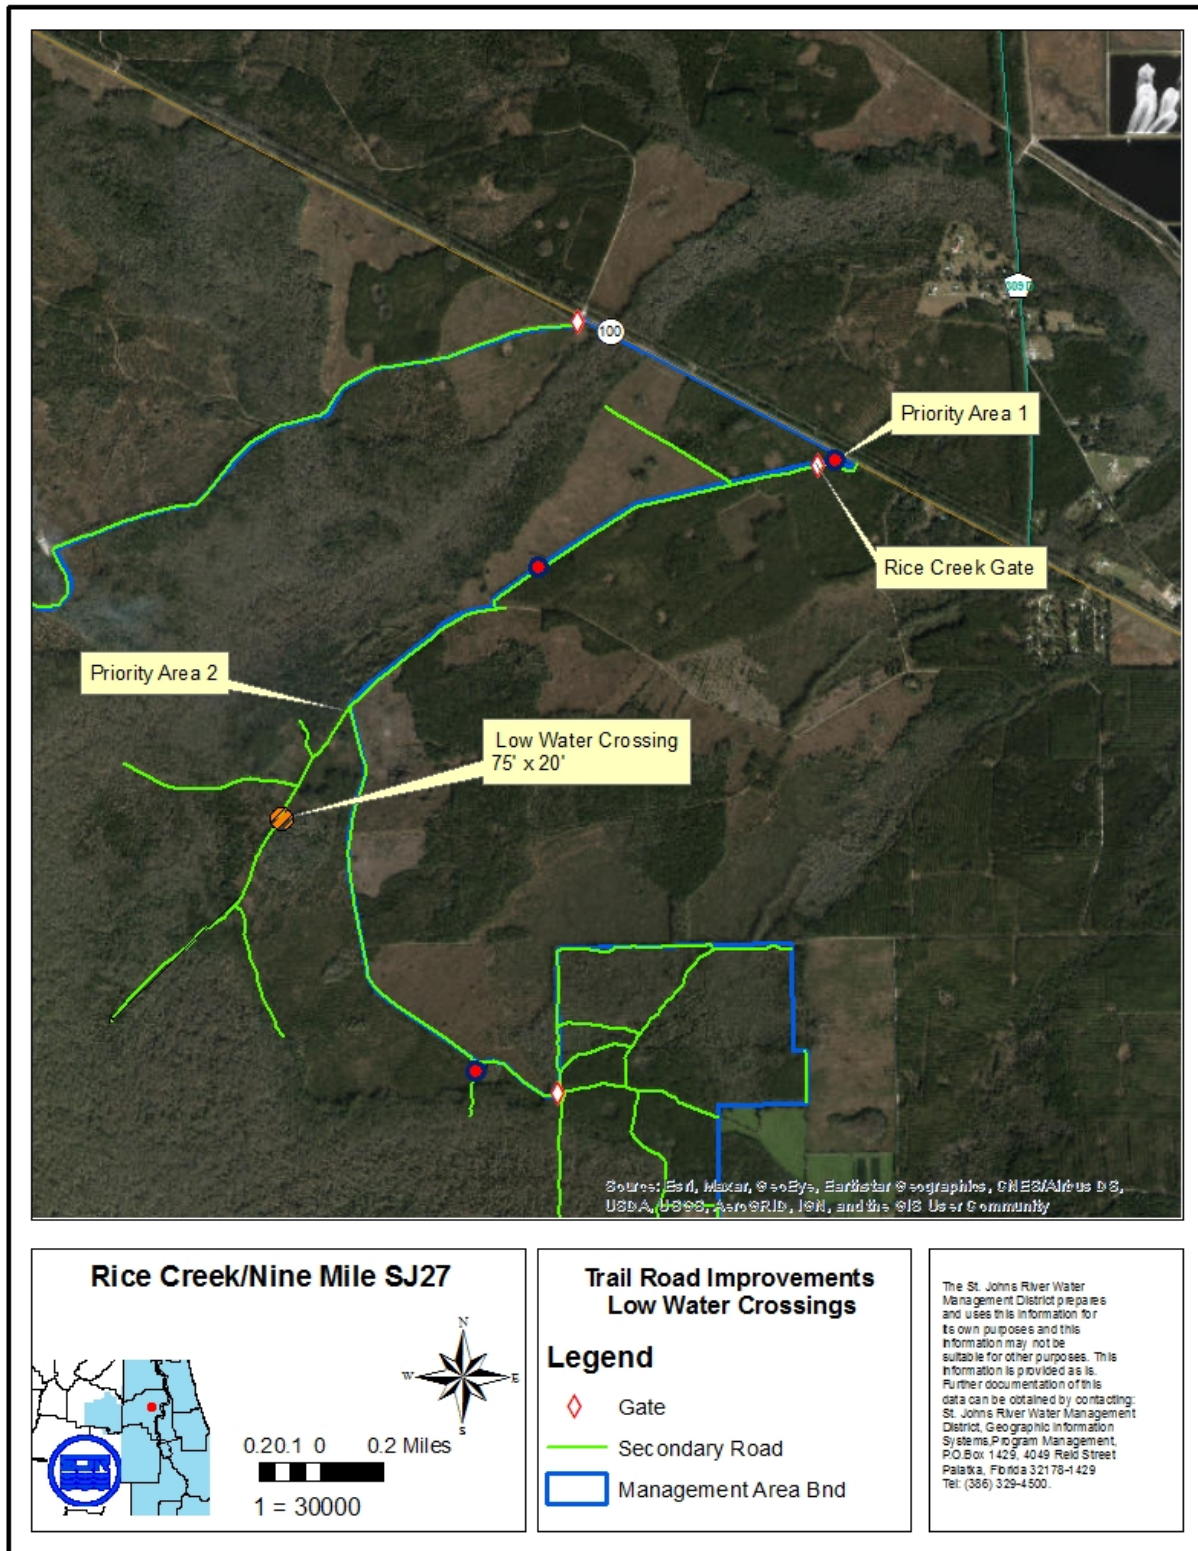 100
309 D
Priority Area 1
Rice Creek Gate
Priority Area 2
Low Water Crossing
75' x 20'
Source: Esri, Maxar, GeoEye, Earthstar Geographics, CNES/Airbus DS,
USDA, USGS, AeroGRID, IGN, and the GIS User Community
Rice Creek/Nine Mile SJ27
N
W
E
S
0.20.1 0 0.2 Miles
1 = 30000
Trail Road Improvements
Low Water Crossings
Legend
Gate
Secondary Road
Management Area Bnd
The St. Johns River Water
Management District prepares
and uses this information for
its own purposes and this
information may not be
suitable for other purposes. This
information is provided as is.
Further documentation of this
data can be obtained by contacting:
St. Johns River Water Management
District, Geographic Information
Systems,Program Management,
P.O.Box 1429, 4049 Reid Street
Palatka, Florida 32178-1429
Tel: (386) 329-4500.